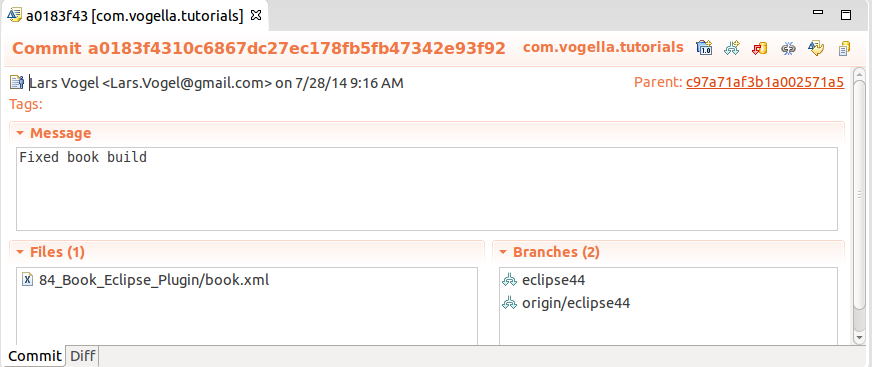 a0183f43 [com.vogella.tutorials]
Commit a0183f4310c6867dc27ec178fb5fb47342e93f92 com.vogella.tutorials
Lars Vogel <Lars.Vogel@gmail.com> on 7/28/14 9:16 AM Parent: c97a71af3b1a002571a5
Tags:
Message
Fixed book build
Files (1) Branches (2)
84_Book_Eclipse_Plugin/book.xml eclipse44
origin/eclipse44
Commit Diff